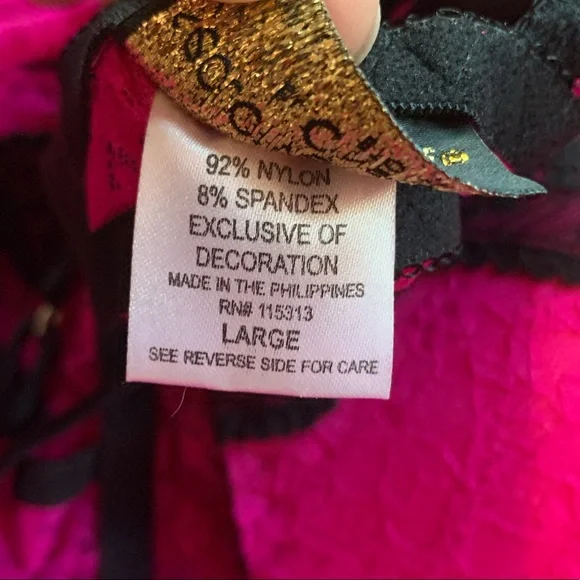 92% NYLON
8% SPANDEX
EXCLUSIVE OF
DECORATION
MADE IN THE PHILIPPINES
RN# 115313
LARGE
SEE REVERSE SIDE FOR CARE